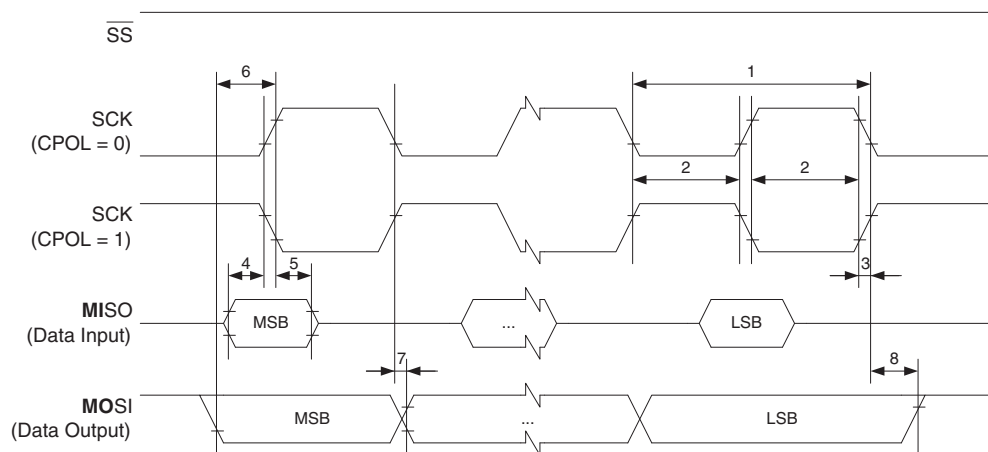 SS
6
1
SCK
(CPOL = 0)
2
2
SCK
(CPOL = 1)
4
5
3
MISO
(Data Input)
MSB
...
LSB
7
8
MOSI
(Data Output)
MSB
...
LSB